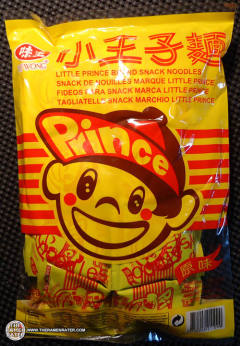 味王
WONG
小王子麵
LITTLE PRINCE BRAND SNACK NOODLES
SNACK DE NOUILLES MARQUE LITTLE PRINCE
FIDEOS PARA SNACK MARCA LITTLE PRINCE
TAGLIATELLE SNACK MARCHIO LITTLE PRINCE
Prince
原味
WWW.THERAMENRATER.COM